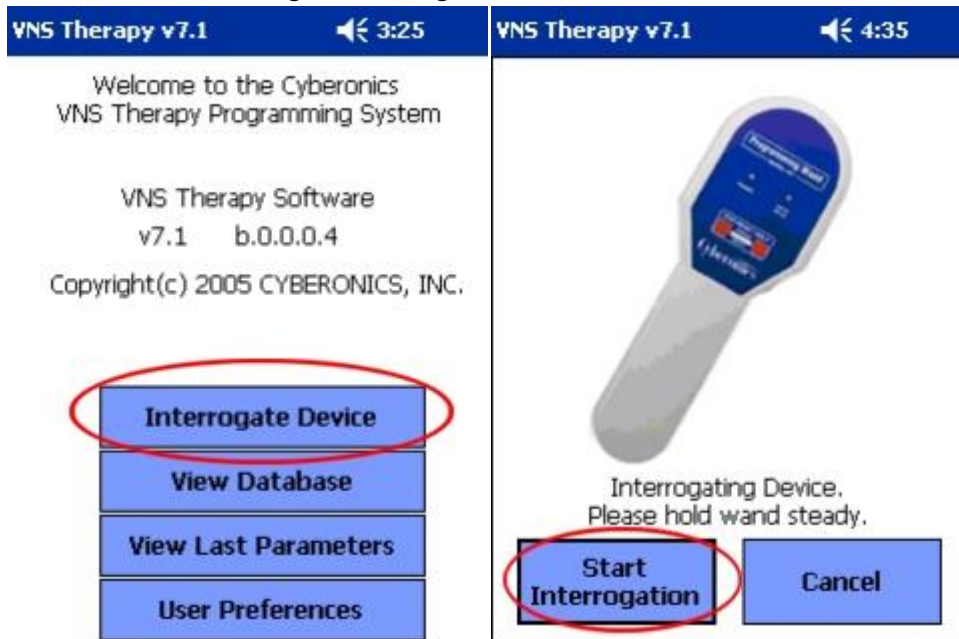 VNS Therapy v7.1 3:25
Welcome to the Cyberonics
VNS Therapy Programming System
VNS Therapy Software
v7.1 b.0.0.0.4
Copyright(c) 2005 CYBERONICS, INC.
Interrogate Device
View Database
View Last Parameters
User Preferences
VNS Therapy v7.1 4:35
Programming Wand
Cyberonics
Interrogating Device.
Please hold wand steady.
Start
Interrogation
Cancel